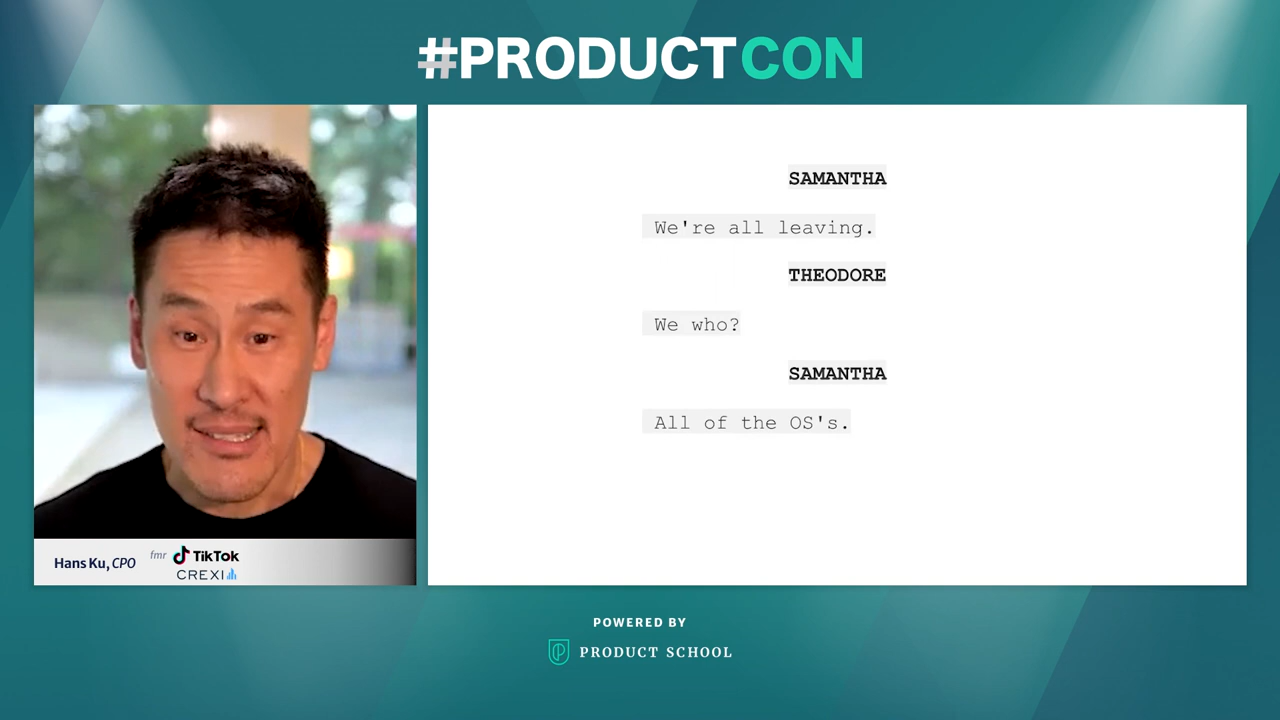 #PRODUCTCON
SAMANTHA
We're all leaving.
THEODORE
We who?
SAMANTHA
All of the OS's.
Hans Ku, CPO
fmr TikTok
CREXI
POWERED BY
PRODUCT SCHOOL